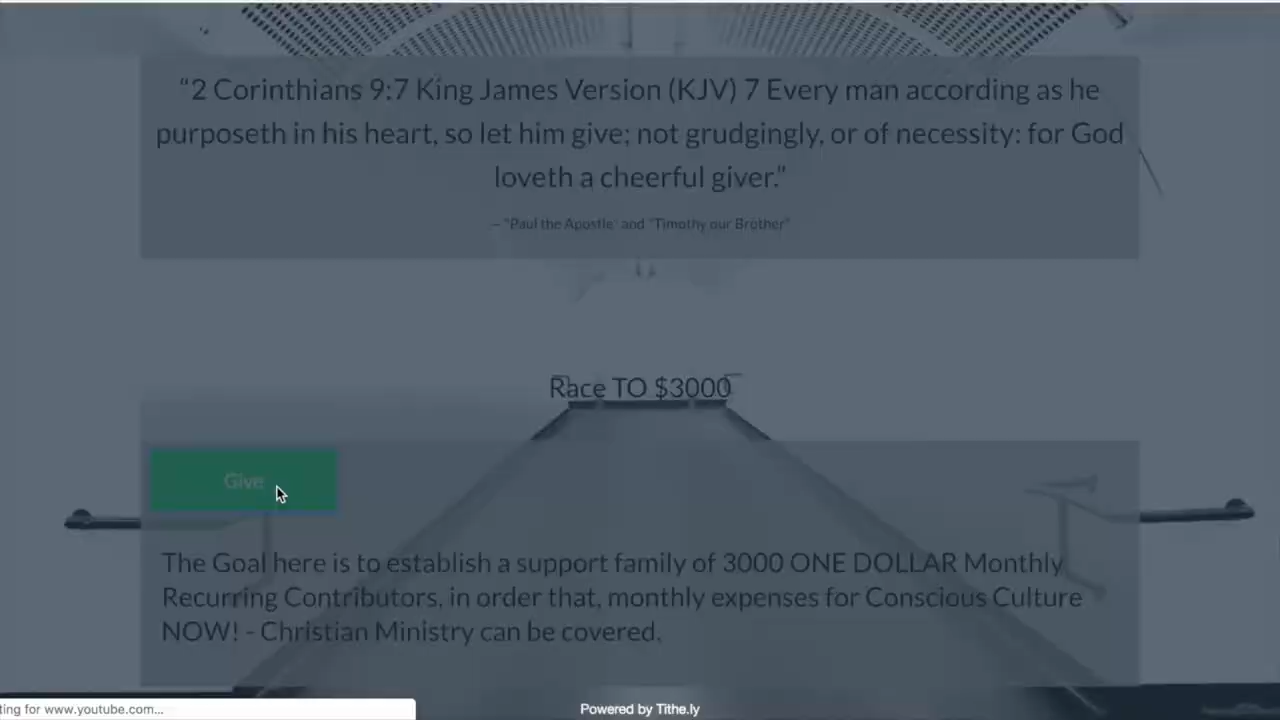 “2 Corinthians 9:7 King James Version (KJV) 7 Every man according as he
purposeth in his heart, so let him give; not grudgingly, or of necessity: for God
loveth a cheerful giver.”
— “Paul the Apostle” and “Timothy our Brother”
Race TO $3000
Give
The Goal here is to establish a support family of 3000 ONE DOLLAR Monthly
Recurring Contributors, in order that, monthly expenses for Conscious Culture
NOW! - Christian Ministry can be covered.
ting for www.youtube.com...
Powered by Tithe.ly